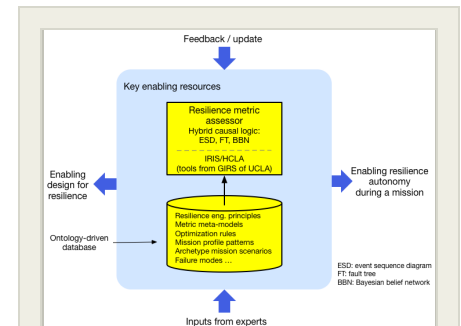 Feedback / update
Key enabling resources
Resilience metric
assessor
Hybrid causal logic:
ESD, FT, BBN
IRIS/HCLA
(tools from GIRS of UCLA)
Enabling
design for
resilience
Enabling resilience
autonomy
during a mission
Resilience eng. principles
Metric meta-models
Optimization rules
Mission profile patterns
Archetype mission scenarios
Failure modes ...
Ontology-driven
database
ESD: event sequence diagram
FT: fault tree
BBN: Bayesian belief network
Inputs from experts